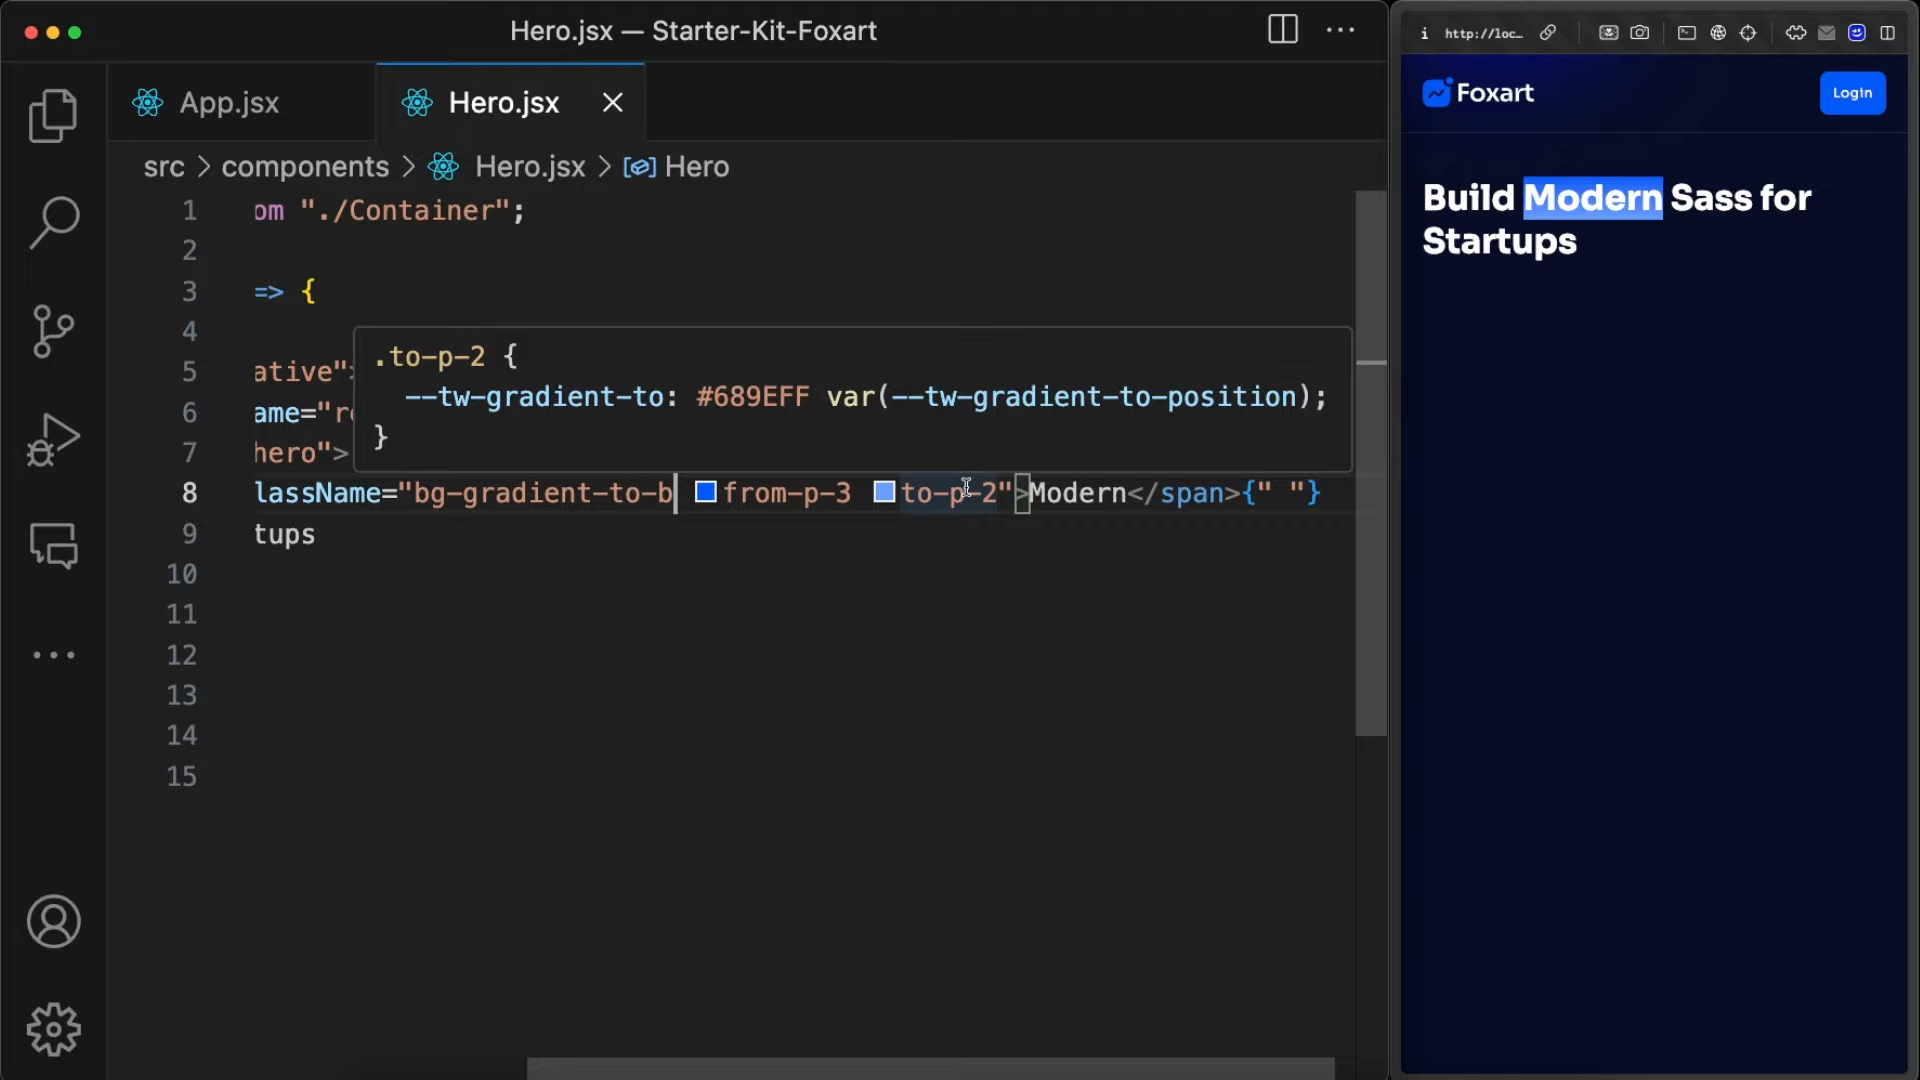 Hero.jsx — Starter-Kit-Foxart
App.jsx
Hero.jsx
src > components > Hero.jsx > Hero
1 om "./Container";
2
3 => {
4
.to-p-2 {
--tw-gradient-to: #689EFF var(--tw-gradient-to-position);
}
5 ative">
6 ame="re
7 hero">
8 lassName="bg-gradient-to-b from-p-3 to-p-2">Modern</span>{" "}
9 tups
10
11
12
13
14
15
http://loc...
Foxart
Login
Build Modern Sass for
Startups